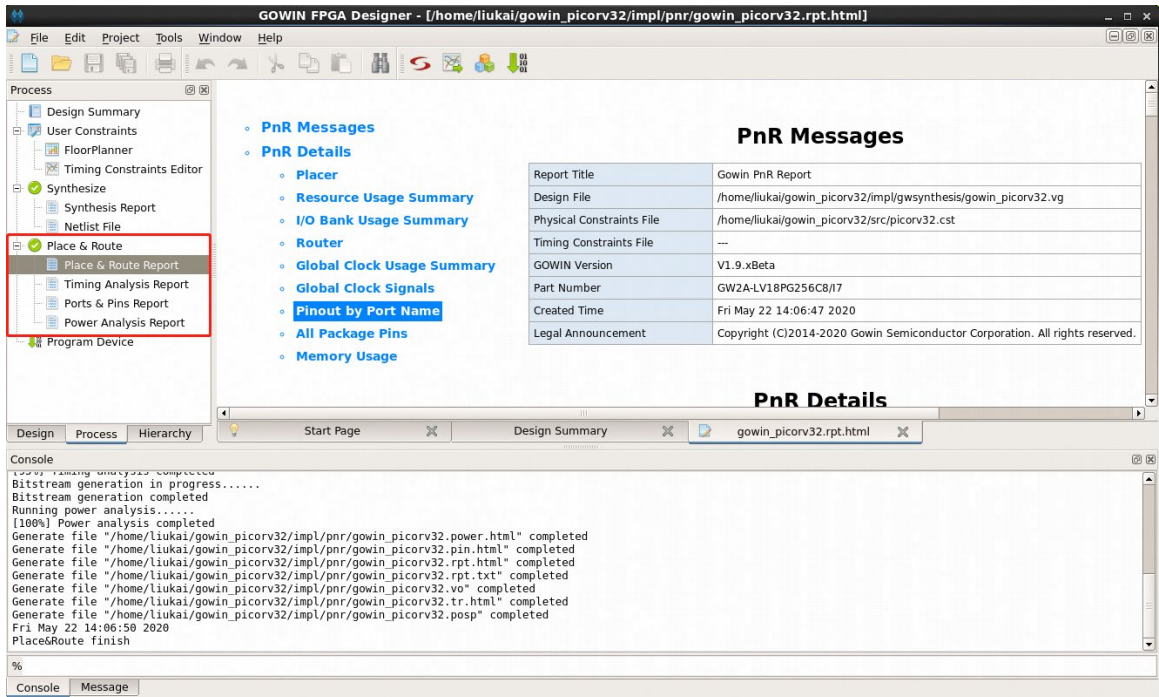 GOWIN FPGA Designer - [/home/liukai/gowin_picorv32/impl/pnr/gowin_picorv32.rpt.html]
File Edit Project Tools Window Help
Process
Design Summary
User Constraints
FloorPlanner
Timing Constraints Editor
Synthesize
Synthesis Report
Netlist File
Place & Route
Place & Route Report
Timing Analysis Report
Ports & Pins Report
Power Analysis Report
Program Device
Design Process Hierarchy
PnR Messages
PnR Details
Placer
Resource Usage Summary
I/O Bank Usage Summary
Router
Global Clock Usage Summary
Global Clock Signals
Pinout by Port Name
All Package Pins
Memory Usage
PnR Messages
Report Title Gowin PnR Report
Design File /home/liukai/gowin_picorv32/impl/gwsynthesis/gowin_picorv32.vg
Physical Constraints File /home/liukai/gowin_picorv32/src/picorv32.cst
Timing Constraints File ---
GOWIN Version V1.9.xBeta
Part Number GW2A-LV18PG256C8/I7
Created Time Fri May 22 14:06:47 2020
Legal Announcement Copyright (C)2014-2020 Gowin Semiconductor Corporation. All rights reserved.
PnR Details
Start Page Design Summary gowin_picorv32.rpt.html
Console
[95%] Timing analysis completed
Bitstream generation in progress......
Bitstream generation completed
Running power analysis......
[100%] Power analysis completed
Generate file "/home/liukai/gowin_picorv32/impl/pnr/gowin_picorv32.power.html" completed
Generate file "/home/liukai/gowin_picorv32/impl/pnr/gowin_picorv32.pin.html" completed
Generate file "/home/liukai/gowin_picorv32/impl/pnr/gowin_picorv32.rpt.html" completed
Generate file "/home/liukai/gowin_picorv32/impl/pnr/gowin_picorv32.rpt.txt" completed
Generate file "/home/liukai/gowin_picorv32/impl/pnr/gowin_picorv32.vo" completed
Generate file "/home/liukai/gowin_picorv32/impl/pnr/gowin_picorv32.tr.html" completed
Generate file "/home/liukai/gowin_picorv32/impl/pnr/gowin_picorv32.posp" completed
Fri May 22 14:06:50 2020
Place&Route finish
%
Console Message